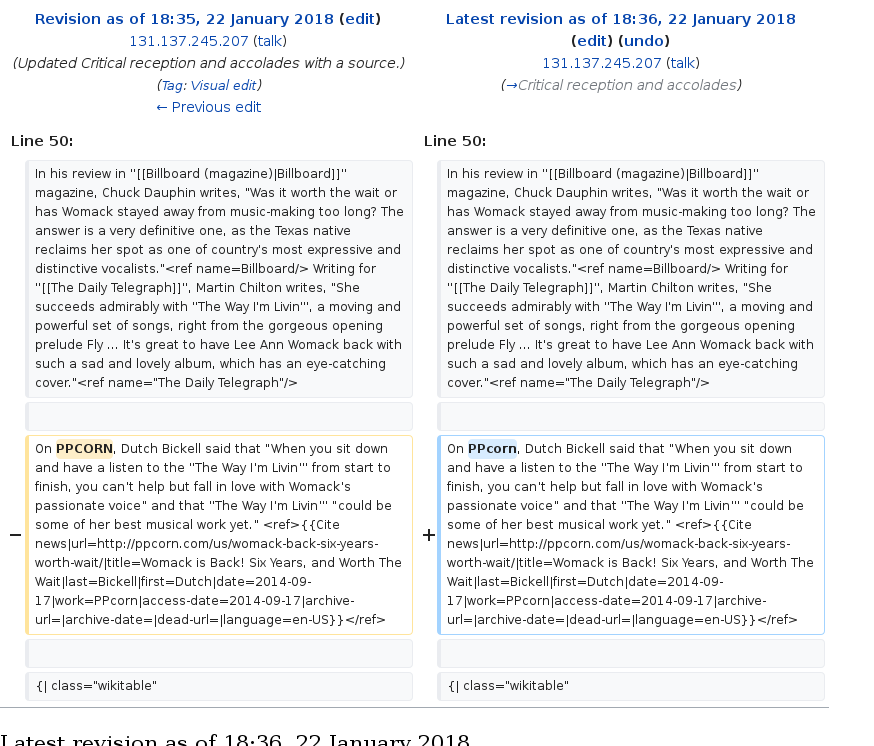 Revision as of 18:35, 22 January 2018 (edit)
131.137.245.207 (talk)
(Updated Critical reception and accolades with a source.)
(Tag: Visual edit)
← Previous edit
Latest revision as of 18:36, 22 January 2018
(edit) (undo)
131.137.245.207 (talk)
(→Critical reception and accolades)
Line 50:
In his review in ''[[Billboard (magazine)|Billboard]]''
magazine, Chuck Dauphin writes, "Was it worth the wait or
has Womack stayed away from music-making too long? The
answer is a very definitive one, as the Texas native
reclaims her spot as one of country's most expressive and
distinctive vocalists."<ref name=Billboard/> Writing for
''[[The Daily Telegraph]]'', Martin Chilton writes, "She
succeeds admirably with ''The Way I'm Livin''', a moving and
powerful set of songs, right from the gorgeous opening
prelude Fly ... It's great to have Lee Ann Womack back with
such a sad and lovely album, which has an eye-catching
cover."<ref name="The Daily Telegraph"/>
− On PPCORN, Dutch Bickell said that "When you sit down
and have a listen to the ''The Way I'm Livin''' from start to
finish, you can't help but fall in love with Womack's
passionate voice" and that ''The Way I'm Livin''' "could be
some of her best musical work yet." <ref>{{Cite
news|url=http://ppcorn.com/us/womack-back-six-years-
worth-wait/|title=Womack is Back! Six Years, and Worth The
Wait|last=Bickell|first=Dutch|date=2014-09-
17|work=PPcorn|access-date=2014-09-17|archive-
url=|archive-date=|dead-url=|language=en-US}}</ref>
{| class="wikitable"
Line 50:
In his review in ''[[Billboard (magazine)|Billboard]]''
magazine, Chuck Dauphin writes, "Was it worth the wait or
has Womack stayed away from music-making too long? The
answer is a very definitive one, as the Texas native
reclaims her spot as one of country's most expressive and
distinctive vocalists."<ref name=Billboard/> Writing for
''[[The Daily Telegraph]]'', Martin Chilton writes, "She
succeeds admirably with ''The Way I'm Livin''', a moving and
powerful set of songs, right from the gorgeous opening
prelude Fly ... It's great to have Lee Ann Womack back with
such a sad and lovely album, which has an eye-catching
cover."<ref name="The Daily Telegraph"/>
+ On PPcorn, Dutch Bickell said that "When you sit down
and have a listen to the ''The Way I'm Livin''' from start to
finish, you can't help but fall in love with Womack's
passionate voice" and that ''The Way I'm Livin''' "could be
some of her best musical work yet." <ref>{{Cite
news|url=http://ppcorn.com/us/womack-back-six-years-
worth-wait/|title=Womack is Back! Six Years, and Worth The
Wait|last=Bickell|first=Dutch|date=2014-09-
17|work=PPcorn|access-date=2014-09-17|archive-
url=|archive-date=|dead-url=|language=en-US}}</ref>
{| class="wikitable"
Latest revision as of 18:36, 22 January 2018